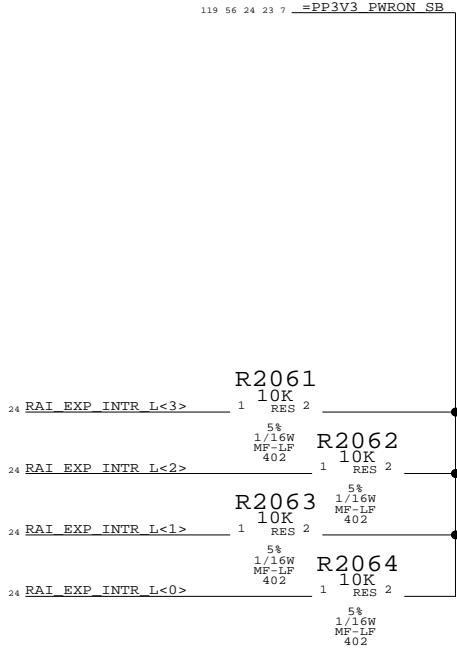 119 56 24 23 7 =PP3V3_PWRON_SB
R2061
10K
24 RAI_EXP_INTR_L<3> 1 RES 2
5%
1/16W
MF-LF
402
R2062
10K
24 RAI_EXP_INTR_L<2> 1 RES 2
5%
1/16W
MF-LF
402
R2063
10K
24 RAI_EXP_INTR_L<1> 1 RES 2
5%
1/16W
MF-LF
402
R2064
10K
24 RAI_EXP_INTR_L<0> 1 RES 2
5%
1/16W
MF-LF
402